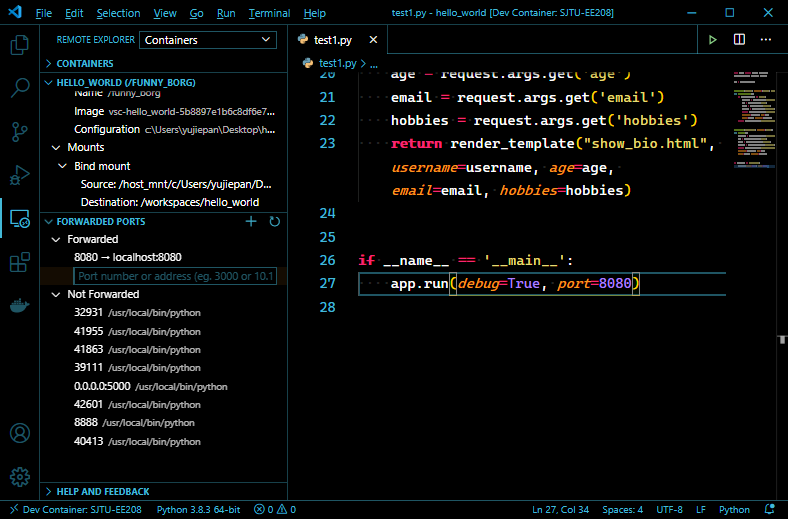 File Edit Selection View Go Run Terminal Help test1.py - hello_world [Dev Container: SJTU-EE208]
REMOTE EXPLORER Containers
CONTAINERS
HELLO_WORLD (/FUNNY_BORG)
Name /funny_borg
Image vsc-hello_world-5b8897e1b6c8df6e7...
Configuration c:\Users\yujiepan\Desktop\h...
Mounts
Bind mount
Source: /host_mnt/c/Users/yujiepan/D...
Destination: /workspaces/hello_world
FORWARDED PORTS
Forwarded
8080 → localhost:8080
Port number or address (eg. 3000 or 10.1
Not Forwarded
32931 /usr/local/bin/python
41955 /usr/local/bin/python
41863 /usr/local/bin/python
39111 /usr/local/bin/python
0.0.0.0:5000 /usr/local/bin/python
42601 /usr/local/bin/python
8888 /usr/local/bin/python
40413 /usr/local/bin/python
HELP AND FEEDBACK
test1.py
test1.py > ...
20 age = request.args.get('age')
21 email = request.args.get('email')
22 hobbies = request.args.get('hobbies')
23 return render_template("show_bio.html",
username=username, age=age,
email=email, hobbies=hobbies)
24
25
26 if __name__ == '__main__':
27 app.run(debug=True, port=8080)
28
Dev Container: SJTU-EE208 Python 3.8.3 64-bit 0 0 Ln 27, Col 34 Spaces: 4 UTF-8 LF Python